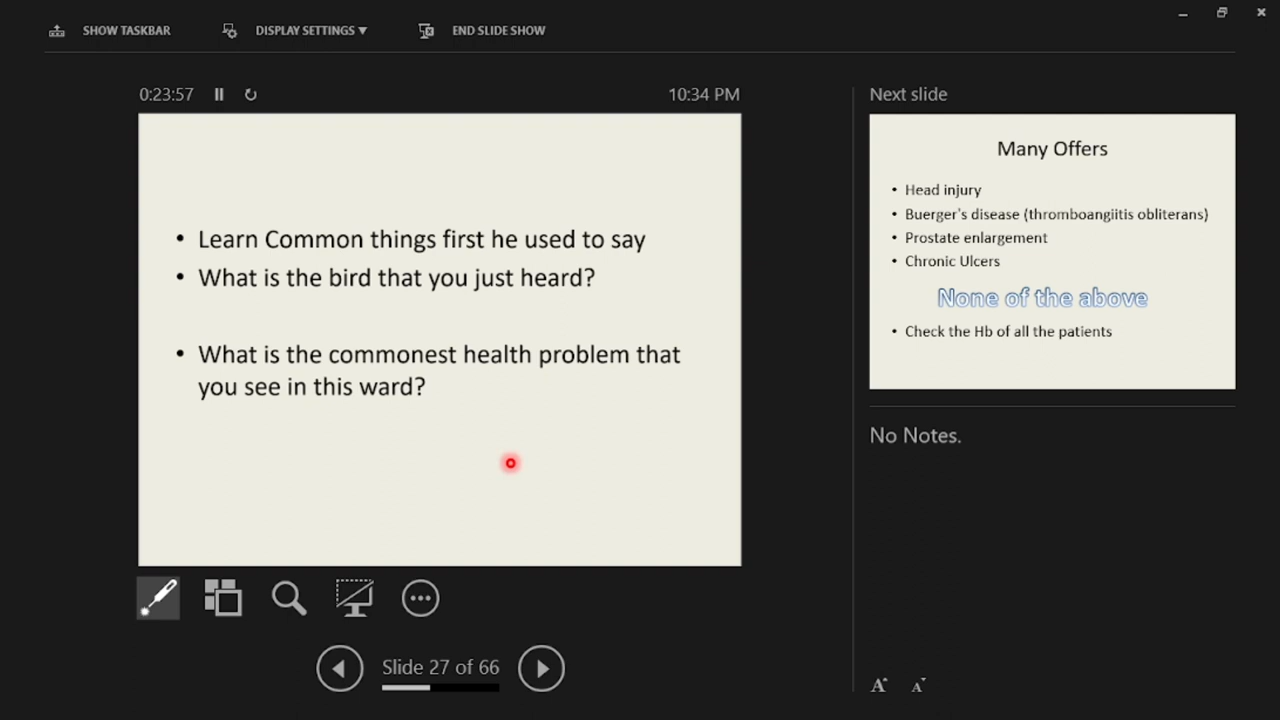 SHOW TASKBAR
DISPLAY SETTINGS ▼
END SLIDE SHOW
0:23:57
10:34 PM
• Learn Common things first he used to say
• What is the bird that you just heard?
• What is the commonest health problem that
you see in this ward?
Slide 27 of 66
Next slide
Many Offers
• Head injury
• Buerger's disease (thromboangiitis obliterans)
• Prostate enlargement
• Chronic Ulcers
None of the above
• Check the Hb of all the patients
No Notes.
A A